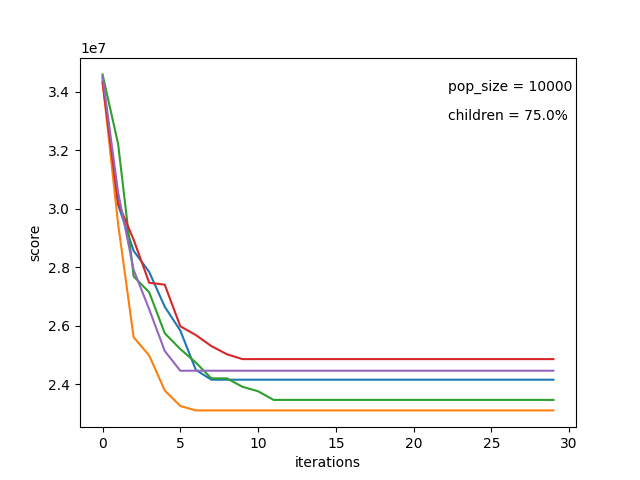 1e7
pop_size = 10000
children = 75.0%
score
3.4
3.2
3.0
2.8
2.6
2.4
0 5 10 15 20 25 30
iterations